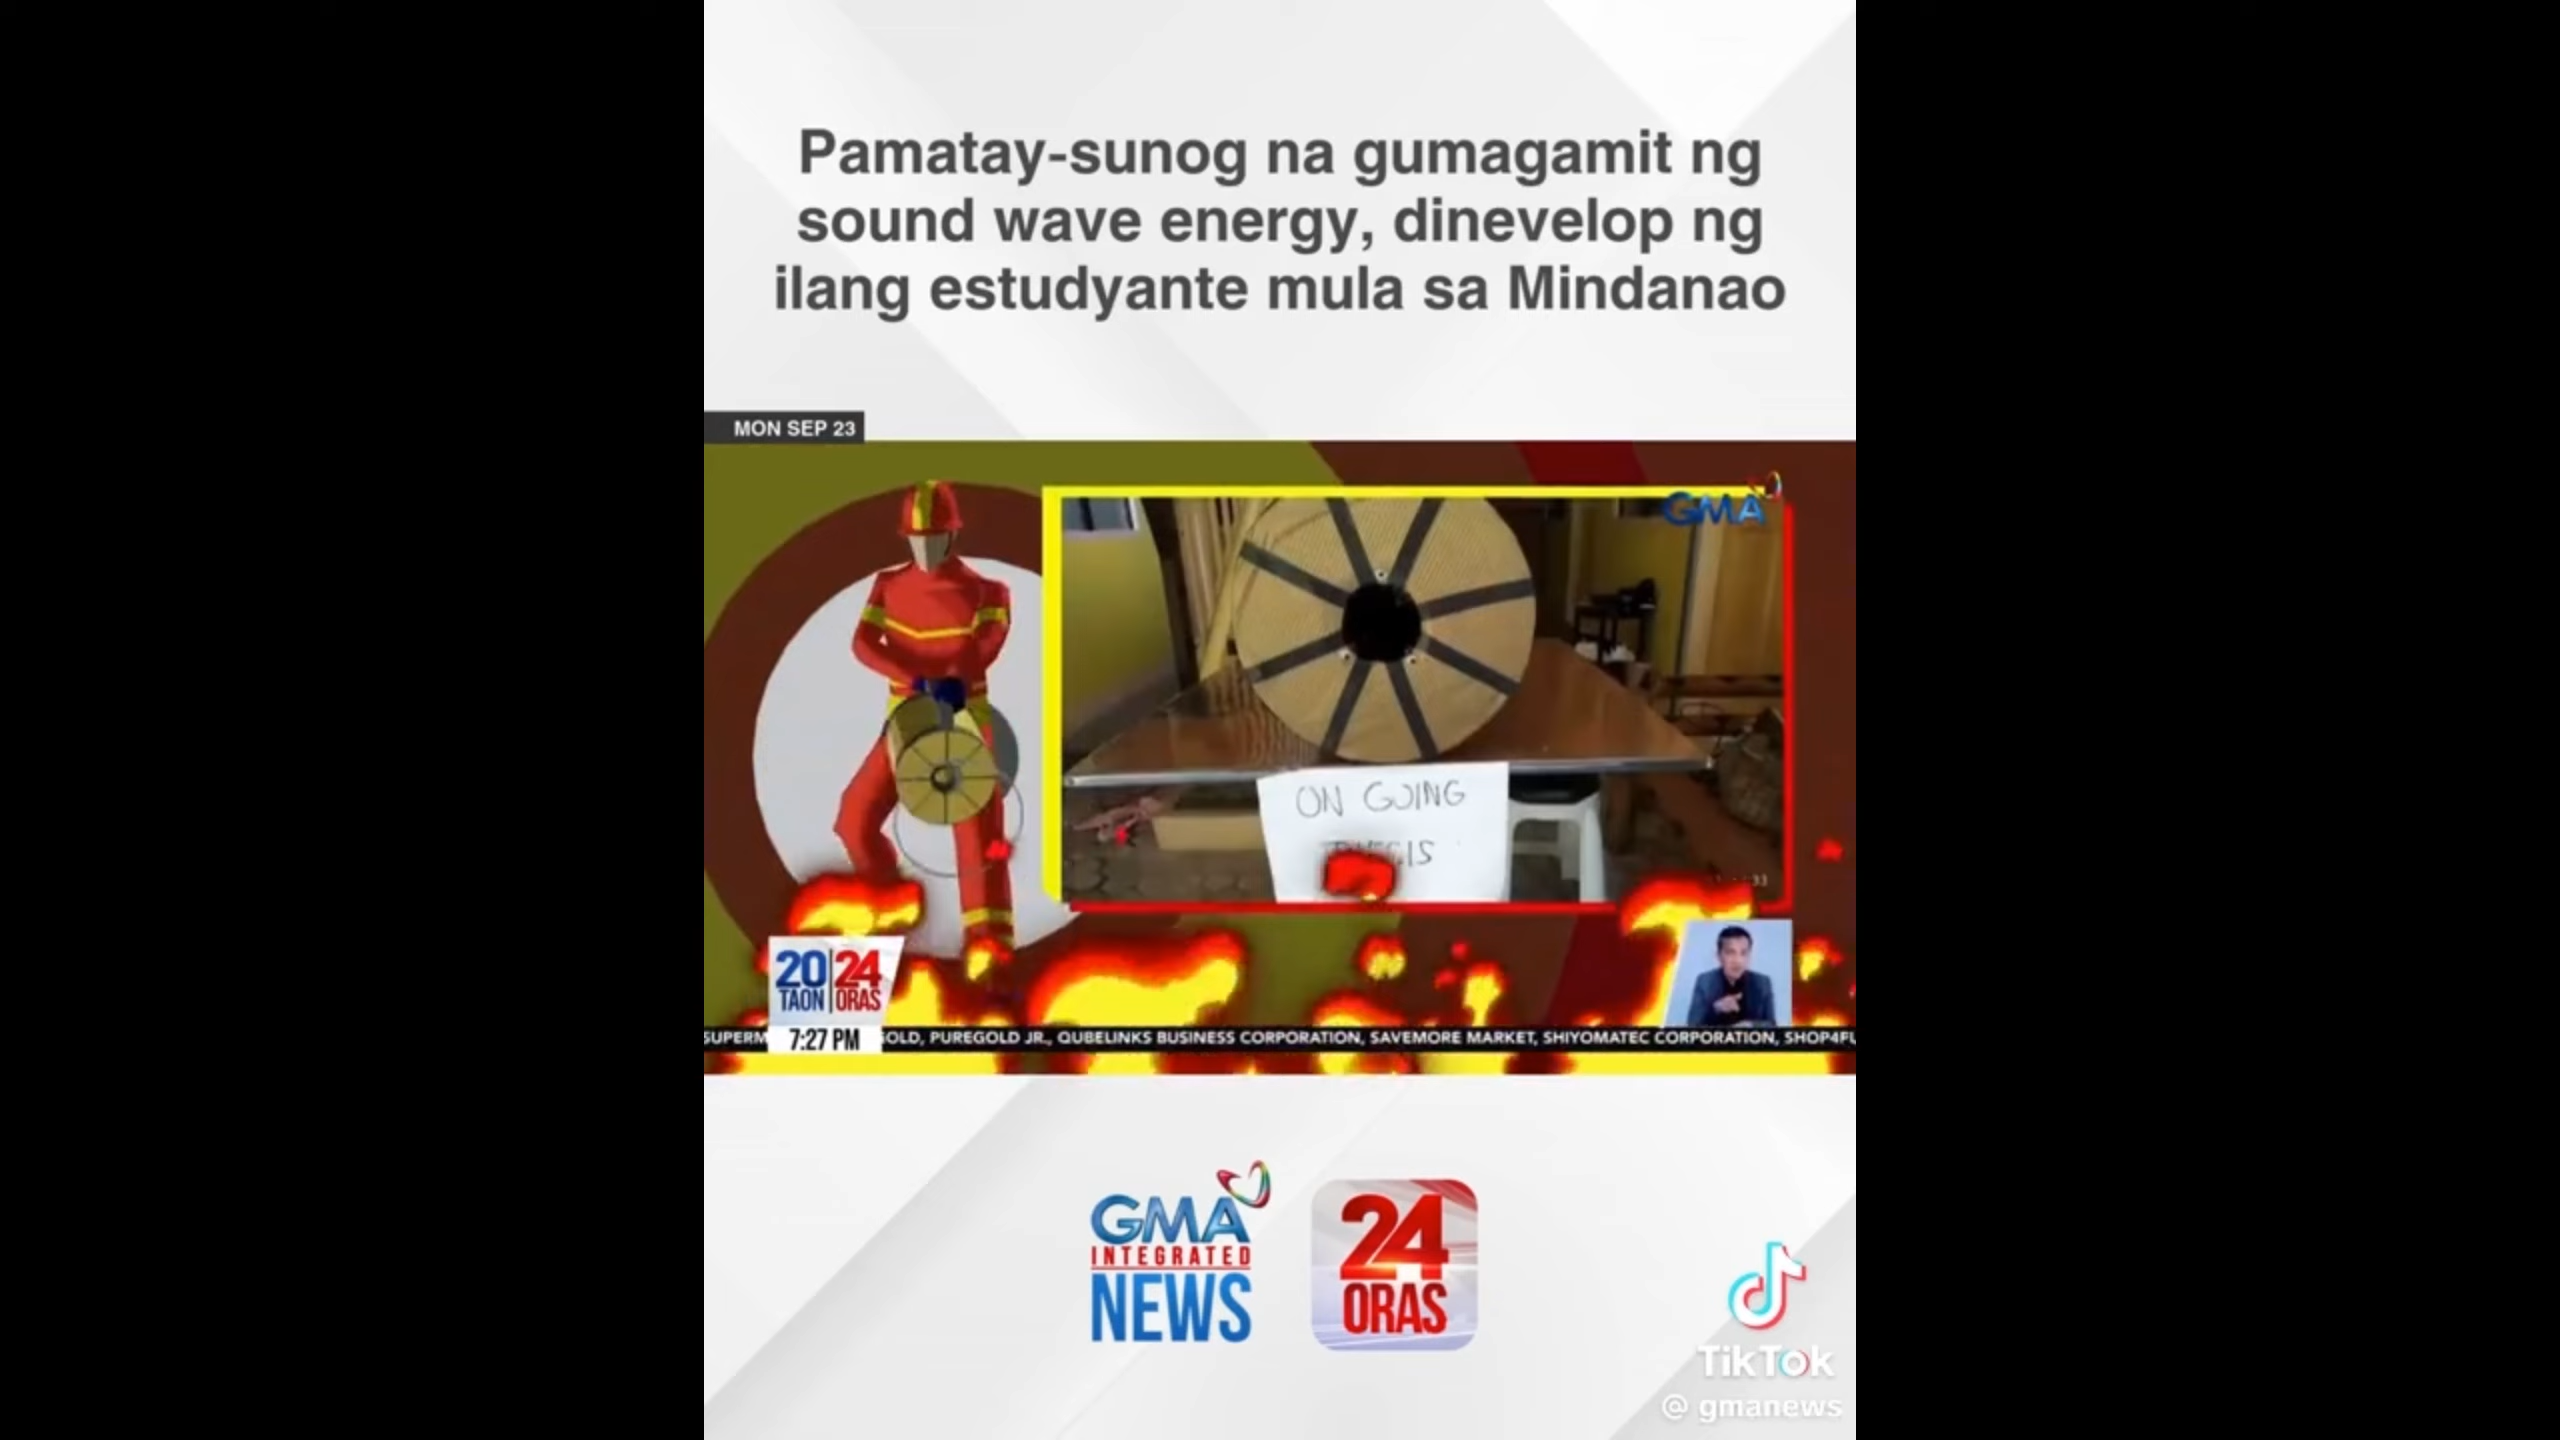 Pamatay-sunog na gumagamit ng
sound wave energy, dinevelop ng
ilang estudyante mula sa Mindanao
MON SEP 23
GMA
ON GOING
20 TAON 24 ORAS
7:27 PM
OLD, PUREGOLD JR., QUBELINKS BUSINESS CORPORATION, SAVEMORE MARKET, SHIYOMATEC CORPORATION,
GMA
INTEGRATED
NEWS
24
ORAS
TikTok
@ gmanews